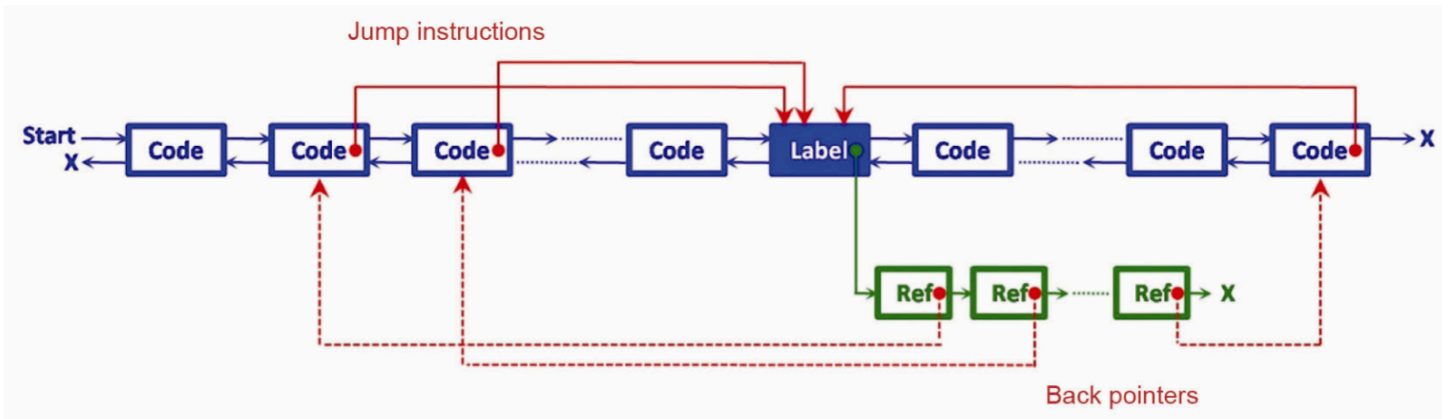 Jump instructions
Start
X
Code
Code
Code
Code
Label
Code
Code
Code
X
Ref
Ref
Ref
X
Back pointers